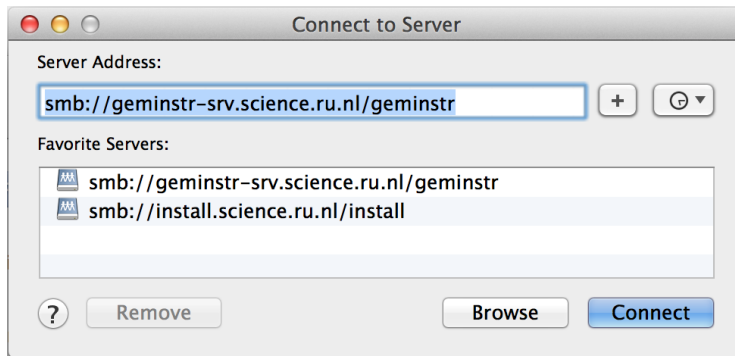 Connect to Server
Server Address:
smb://geminstr-srv.science.ru.nl/geminstr
+
Favorite Servers:
smb://geminstr-srv.science.ru.nl/geminstr
smb://install.science.ru.nl/install
? Remove Browse Connect